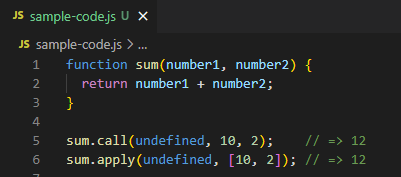 JS sample-code.js U ×
JS sample-code.js > ...
1 function sum(number1, number2) {
2   return number1 + number2;
3 }
4
5 sum.call(undefined, 10, 2);     // => 12
6 sum.apply(undefined, [10, 2]); // => 12